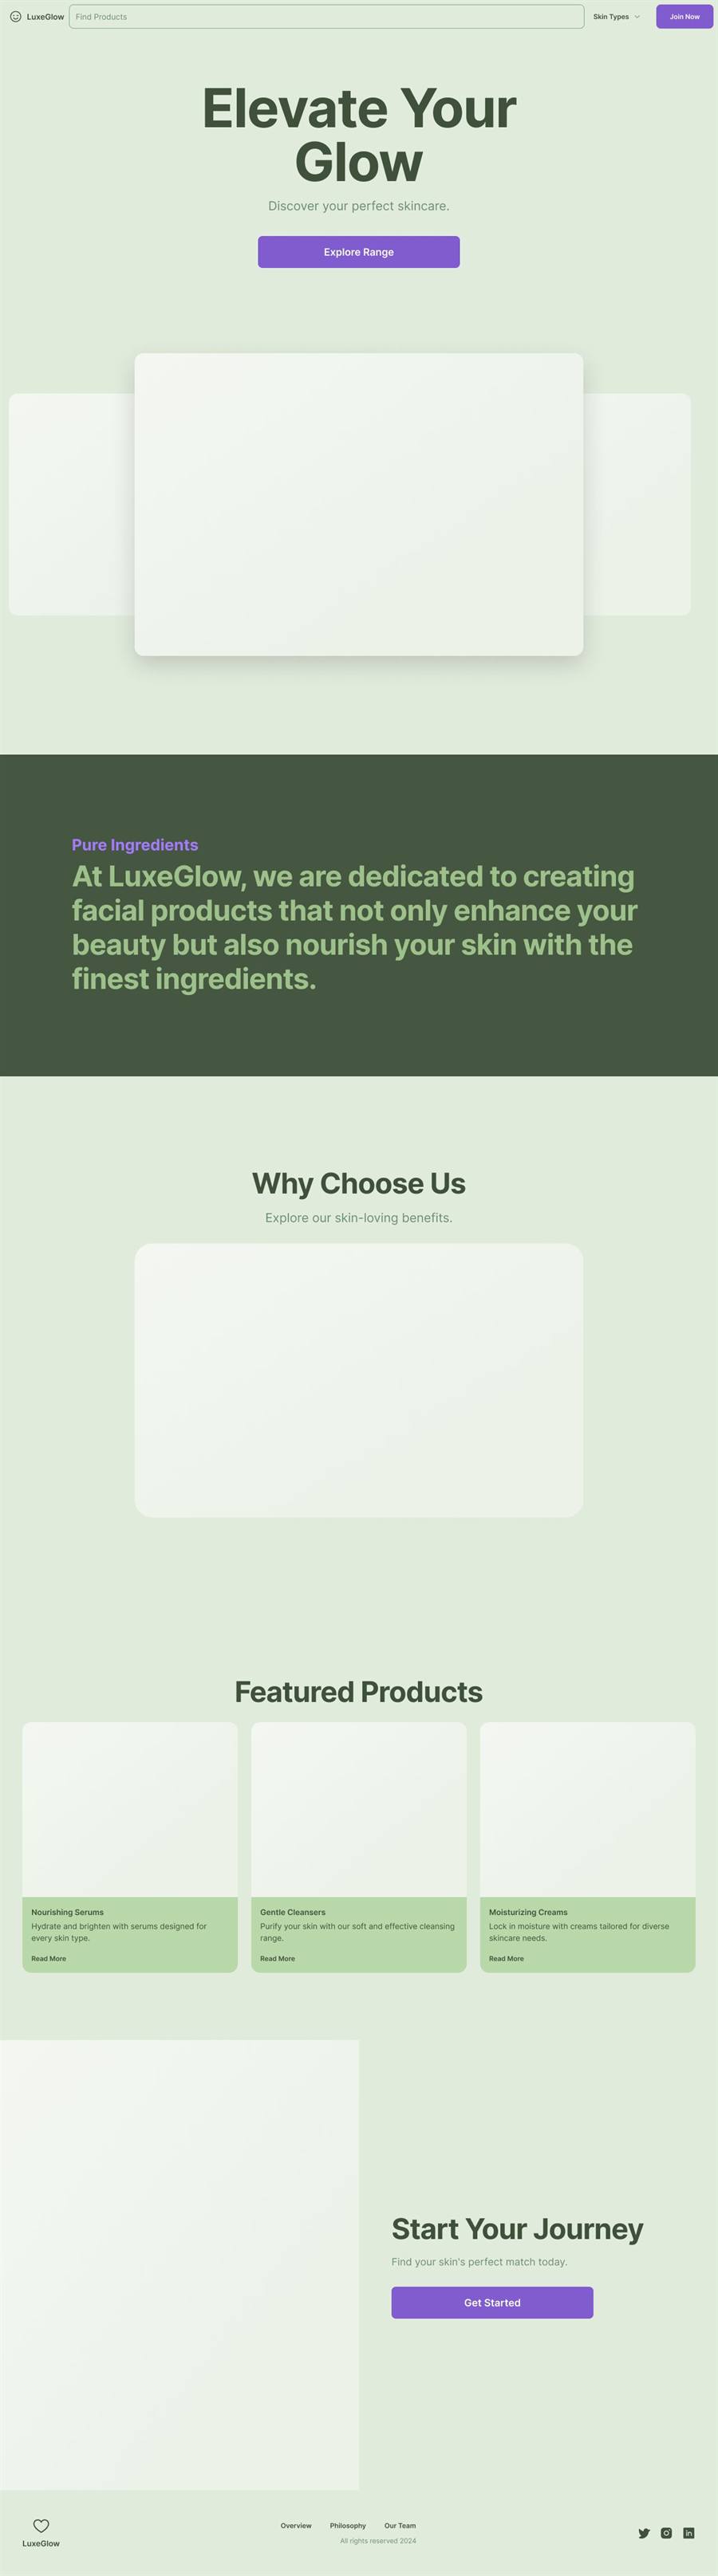 LuxeGlow
Find Products
Skin Types
Join Now
Elevate Your
Glow
Discover your perfect skincare.
Explore Range
Pure Ingredients
At LuxeGlow, we are dedicated to creating
facial products that not only enhance your
beauty but also nourish your skin with the
finest ingredients.
Why Choose Us
Explore our skin-loving benefits.
Featured Products
Nourishing Serums
Hydrate and brighten with serums designed for
every skin type.
Read More
Gentle Cleansers
Purify your skin with our soft and effective cleansing
range.
Read More
Moisturizing Creams
Lock in moisture with creams tailored for diverse
skincare needs.
Read More
Start Your Journey
Find your skin's perfect match today.
Get Started
LuxeGlow
Overview
Philosophy
Our Team
All rights reserved 2024
in